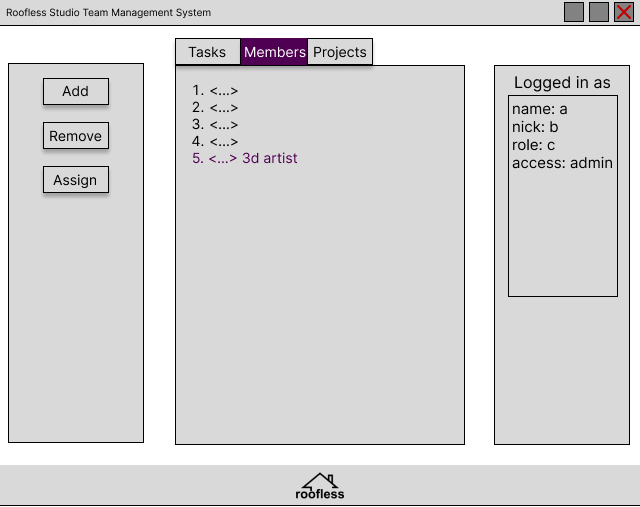 Roofless Studio Team Management System
Tasks Members Projects
Add
Remove
Assign
1. <...>
2. <...>
3. <...>
4. <...>
5. <...> 3d artist
Logged in as
name: a
nick: b
role: c
access: admin
roofless